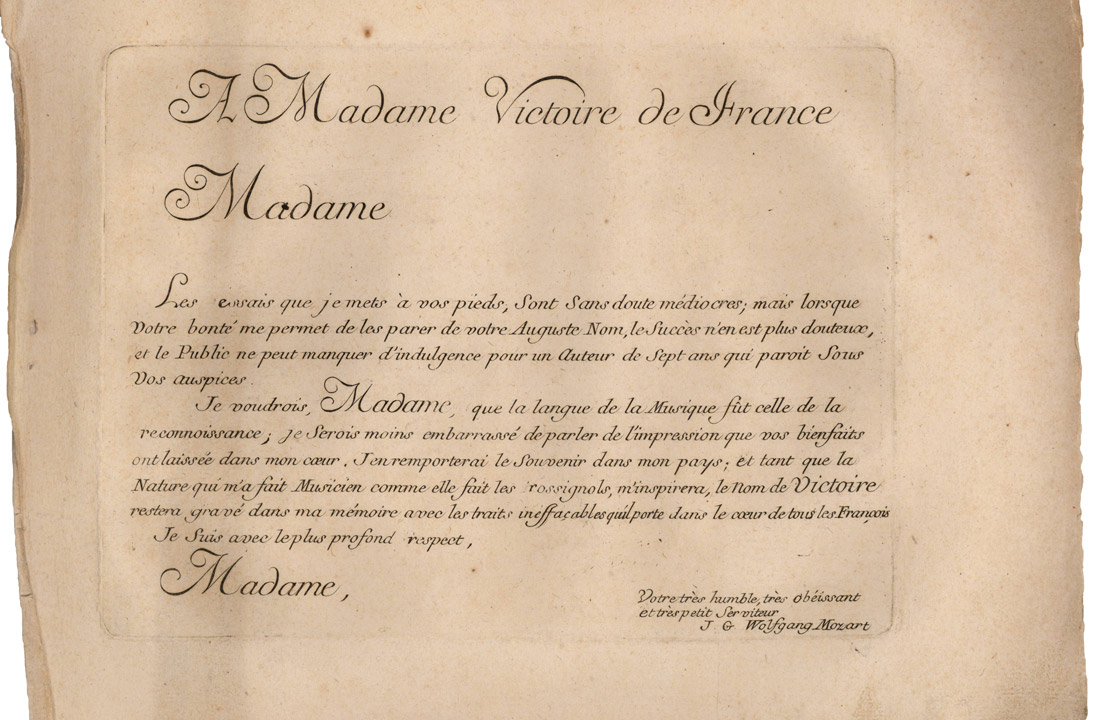 A Madame Victoire de France
Madame
Les essais que je mets à vos pieds, Sont Sans doute médiocres; mais lorsque
Votre bonté me permet de les parer de votre Auguste Nom, le Succès n'en est plus douteux,
et le Public ne peut manquer d'indulgence pour un Auteur de Sept ans qui paroit Sous
Vos auspices.
Je voudrois, Madame, que la langue de la Musique fût celle de la
reconnoissance; je Serois moins embarrassé de parler de l'impression que vos bienfaits
ont laissée dans mon cœur. J'en remporterai le Souvenir dans mon pays; et tant que la
Nature qui m'a fait Musicien comme elle fait les rossignols, m'inspirera, le Nom de Victoire
restera gravé dans ma mémoire avec les traits ineffaçables qu'il porte dans le cœur de tous les François
Je Suis avec le plus profond respect,
Madame,
Votre très humble, très obéissant
et très petit Serviteur
J G Wolfgang Mozart